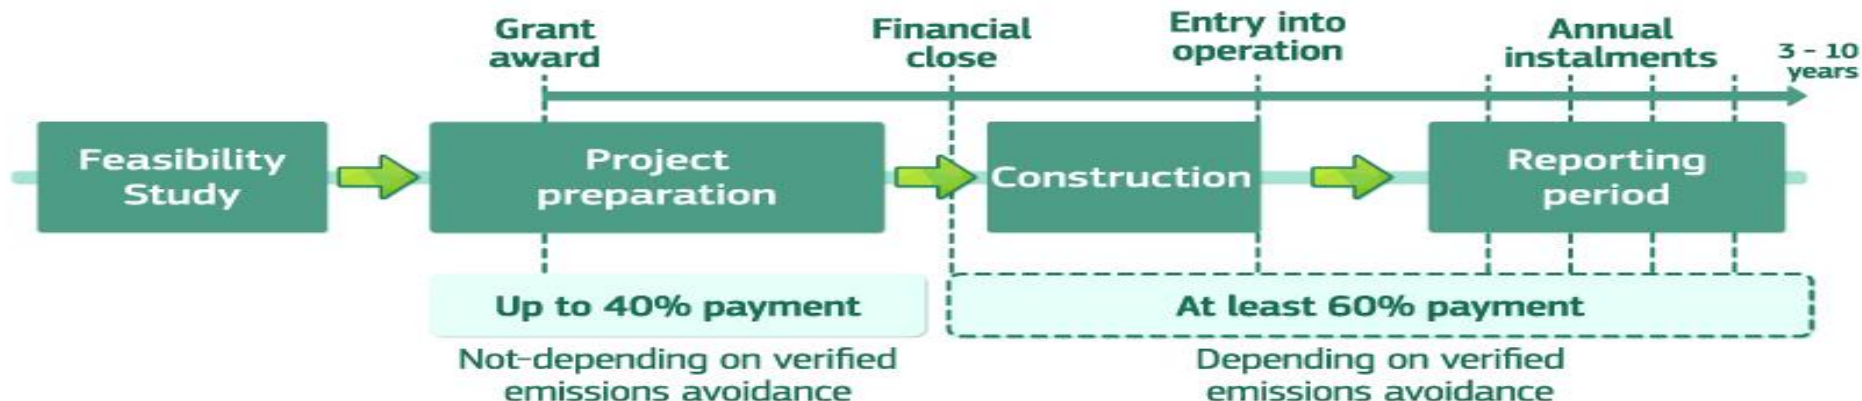 Grant
award
Financial
close
Entry into
operation
Annual
instalments
3 - 10
years
Feasibility
Study
Project
preparation
Construction
Reporting
period
Up to 40% payment
At least 60% payment
Not-depending on verified
emissions avoidance
Depending on verified
emissions avoidance